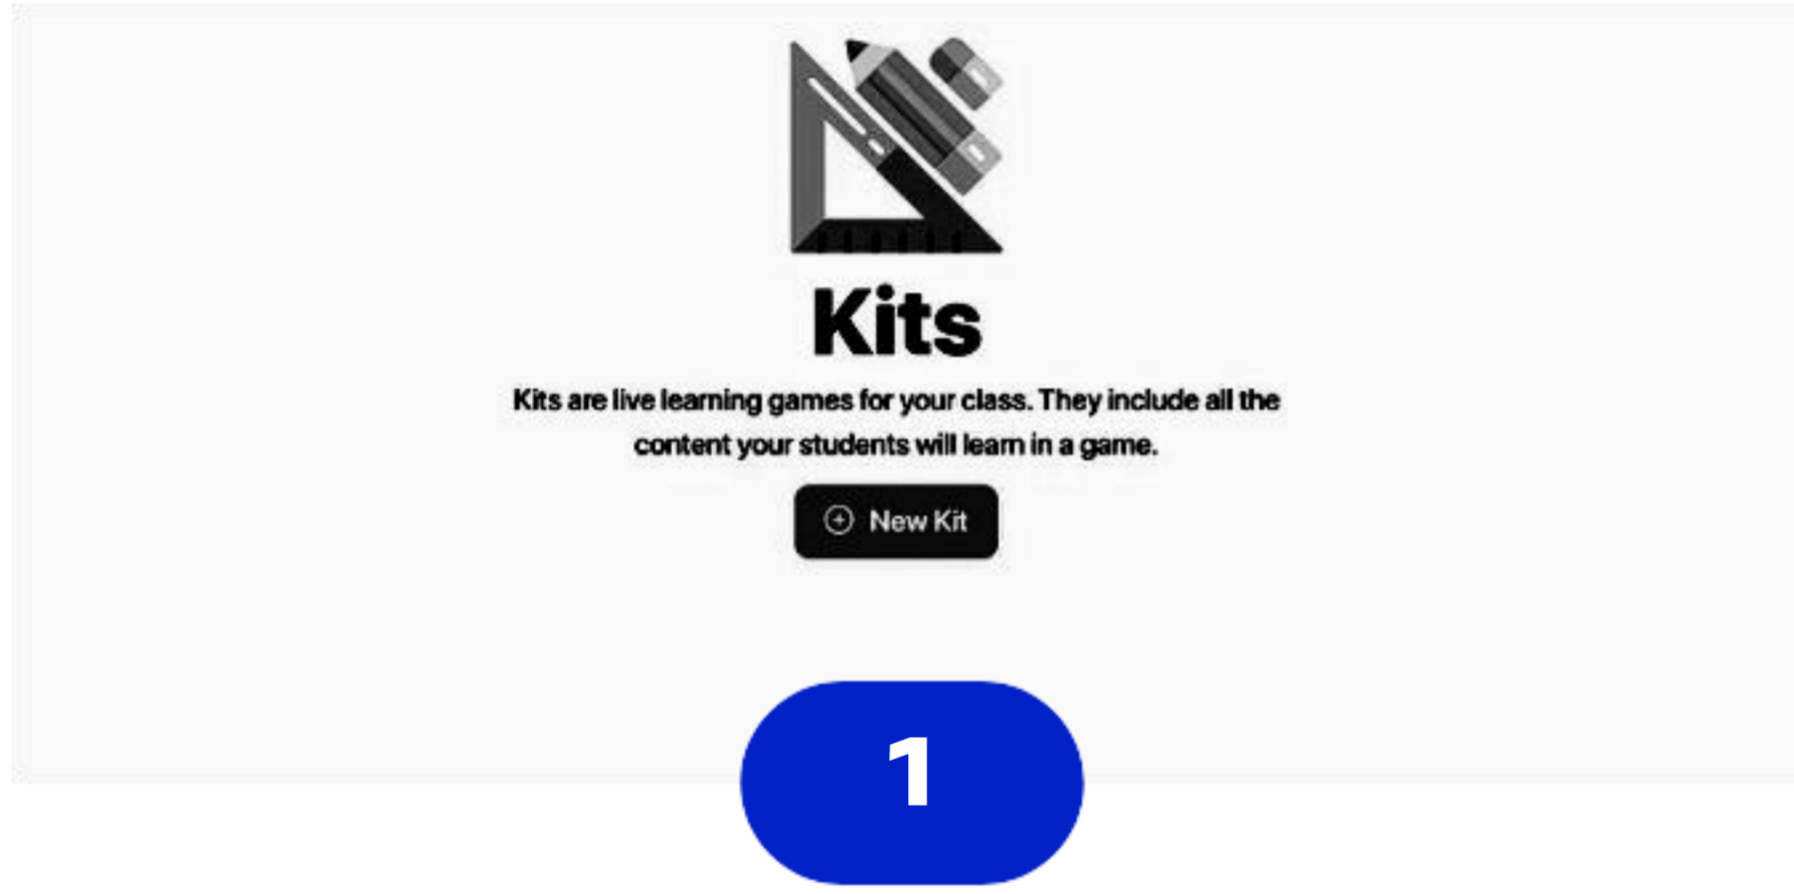 Kits
Kits are live learning games for your class. They include all the
content your students will learn in a game.
New Kit
1